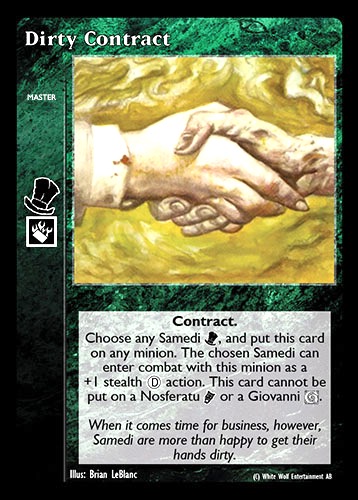 Dirty Contract
MASTER
Contract.
Choose any Samedi , and put this card
on any minion. The chosen Samedi can
enter combat with this minion as a
+1 stealth Ⓓ action. This card cannot be
put on a Nosferatu or a Giovanni .
When it comes time for business, however,
Samedi are more than happy to get their
hands dirty.
Illus: Brian LeBlanc
(C) White Wolf Entertainment AB